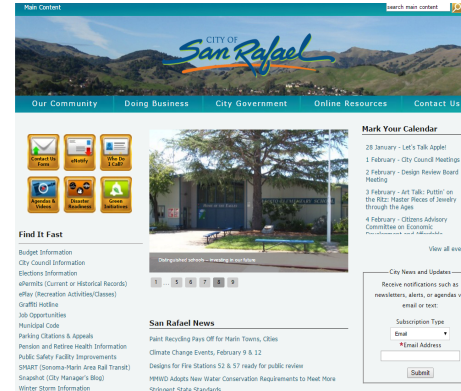 Main Content
search main content
CITY OF
San Rafael
Our Community
Doing Business
City Government
Online Resources
Contact Us
Contact Us
Form
eNotify
Who Do
I Call?
Agendas &
Videos
Disaster
Readiness
Green
Initiatives
Find It Fast
Budget Information
City Council Information
Elections Information
ePermits (Current or Historical Records)
ePlay (Recreation Activities/Classes)
Graffiti Hotline
Job Opportunities
Municipal Code
Parking Citations & Appeals
Pension and Retiree Health Information
Public Safety Facility Improvements
SMART (Sonoma-Marin Area Rail Transit)
Snapshot (City Manager's Blog)
Winter Storm Information
Distinguished schools -- investing in our future.
1 ... 5 6 7 8 9
San Rafael News
Paint Recycling Pays Off for Marin Towns, Cities
Climate Change Events, February 9 & 12
Designs for Fire Stations 52 & 57 ready for public review
MMWD Adopts New Water Conservation Requirements to Meet More
Stringent State Standards
Mark Your Calendar
28 January - Let's Talk Apple!
1 February - City Council Meetings
2 February - Design Review Board
Meeting
3 February - Art Talk: Puttin' on
the Ritz: Master Pieces of Jewelry
through the Ages
4 February - Citizens Advisory
Committee on Economic
View all eve
City News and Updates
Receive notifications such as
newsletters, alerts, or agendas v
email or text:
Subscription Type
Email
*Email Address
Submit